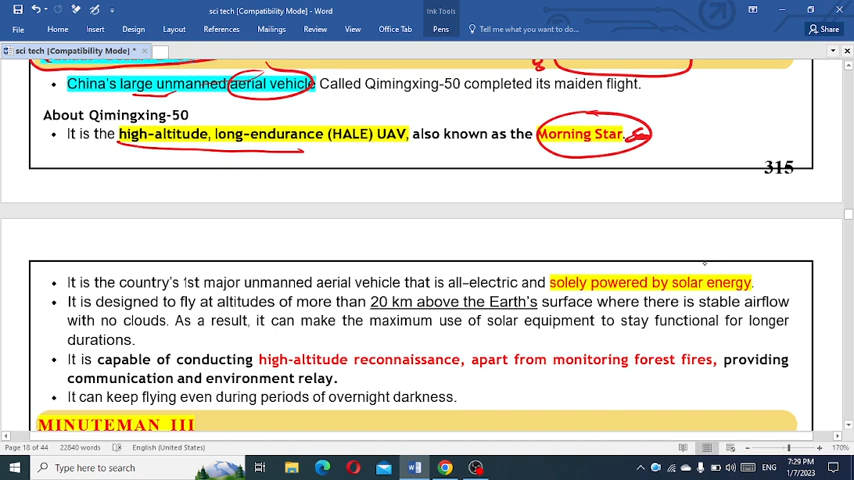 sci tech [Compatibility Mode] - Word
Ink Tools
File
Home
Insert
Design
Layout
References
Mailings
Review
View
Office Tab
Pens
Tell me what you want to do...
Share
sci tech [Compatibility Mode] *
China's large unmanned aerial vehicle Called Qimingxing-50 completed its maiden flight.
About Qimingxing-50
It is the high-altitude, long-endurance (HALE) UAV, also known as the Morning Star.
315
It is the country's 1st major unmanned aerial vehicle that is all-electric and solely powered by solar energy.
It is designed to fly at altitudes of more than 20 km above the Earth's surface where there is stable airflow
with no clouds. As a result, it can make the maximum use of solar equipment to stay functional for longer
durations.
It is capable of conducting high-altitude reconnaissance, apart from monitoring forest fires, providing
communication and environment relay.
It can keep flying even during periods of overnight darkness.
MINUTEMAN III
Page 18 of 44
22840 words
English (United States)
170%
Type here to search
ENG
7:29 PM
1/7/2023